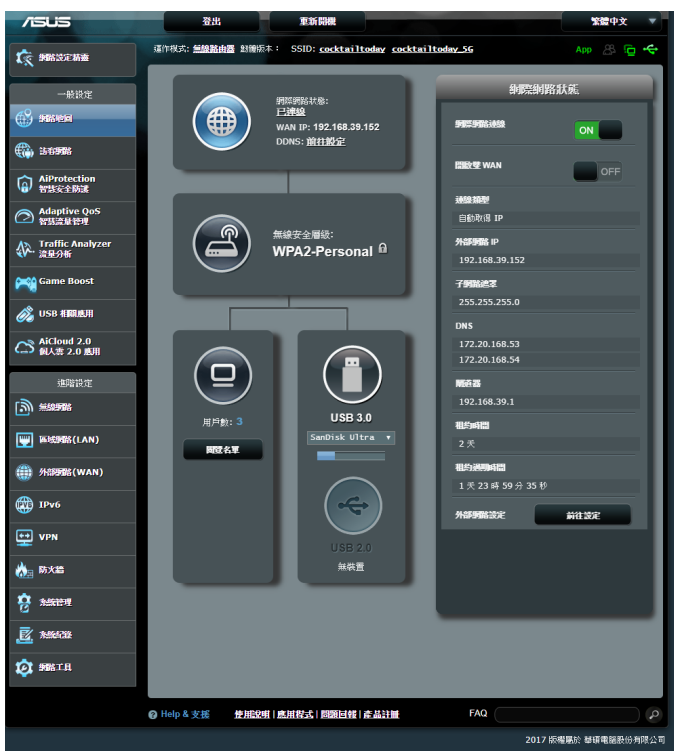 ASUS
登出
重新開機
繁體中文
運作模式: 無線路由器 韌體版本: SSID: cocktailtoday cocktailtoday_5G
App
網路設定精靈
一般設定
網路地圖
訪客網路
AiProtection
智慧安全防護
Adaptive QoS
智慧流量管理
Traffic Analyzer
流量分析
Game Boost
USB 相關應用
AiCloud 2.0
個人雲 2.0 應用
進階設定
無線網路
區域網路(LAN)
外部網路(WAN)
IPv6
VPN
防火牆
系統管理
系統紀錄
網路工具
網際網路狀態:
已連線
WAN IP: 192.168.39.152
DDNS: 前往設定
無線安全層級:
WPA2-Personal
用戶數: 3
閱覽名單
USB 3.0
SanDisk Ultra
USB 2.0
無裝置
網際網路狀態
網際網路連線
ON
開啟雙 WAN
OFF
連線類型
自動取得 IP
外部網路 IP
192.168.39.152
子網路遮罩
255.255.255.0
DNS
172.20.168.53
172.20.168.54
閘道器
192.168.39.1
租約時間
2 天
租約過期時間
1 天 23 時 59 分 35 秒
外部網路設定
前往設定
Help & 支援
使用說明 | 應用程式 | 問題回報 | 產品註冊
FAQ
2017 版權屬於 華碩電腦股份有限公司